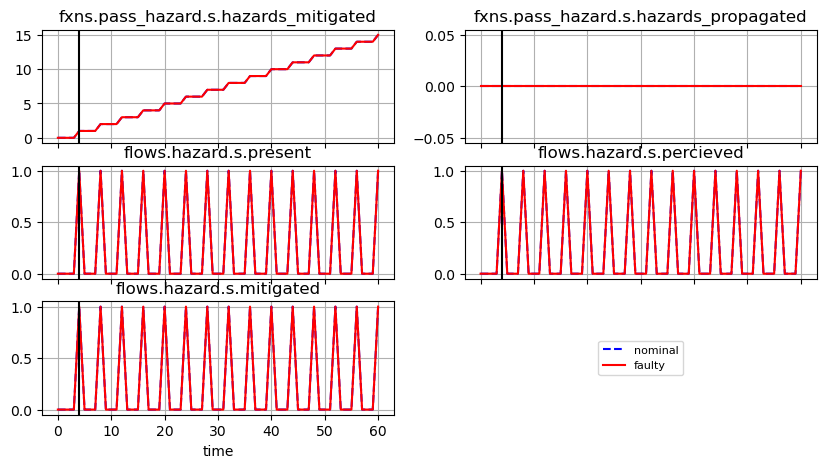 fxns.pass_hazard.s.hazards_mitigated
15
10
5
0
fxns.pass_hazard.s.hazards_propagated
0.05
0.00
−0.05
flows.hazard.s.present
1.0
0.5
0.0
flows.hazard.s.percieved
1.0
0.5
0.0
flows.hazard.s.mitigated
1.0
0.5
0.0
0 10 20 30 40 50 60
time
nominal
faulty